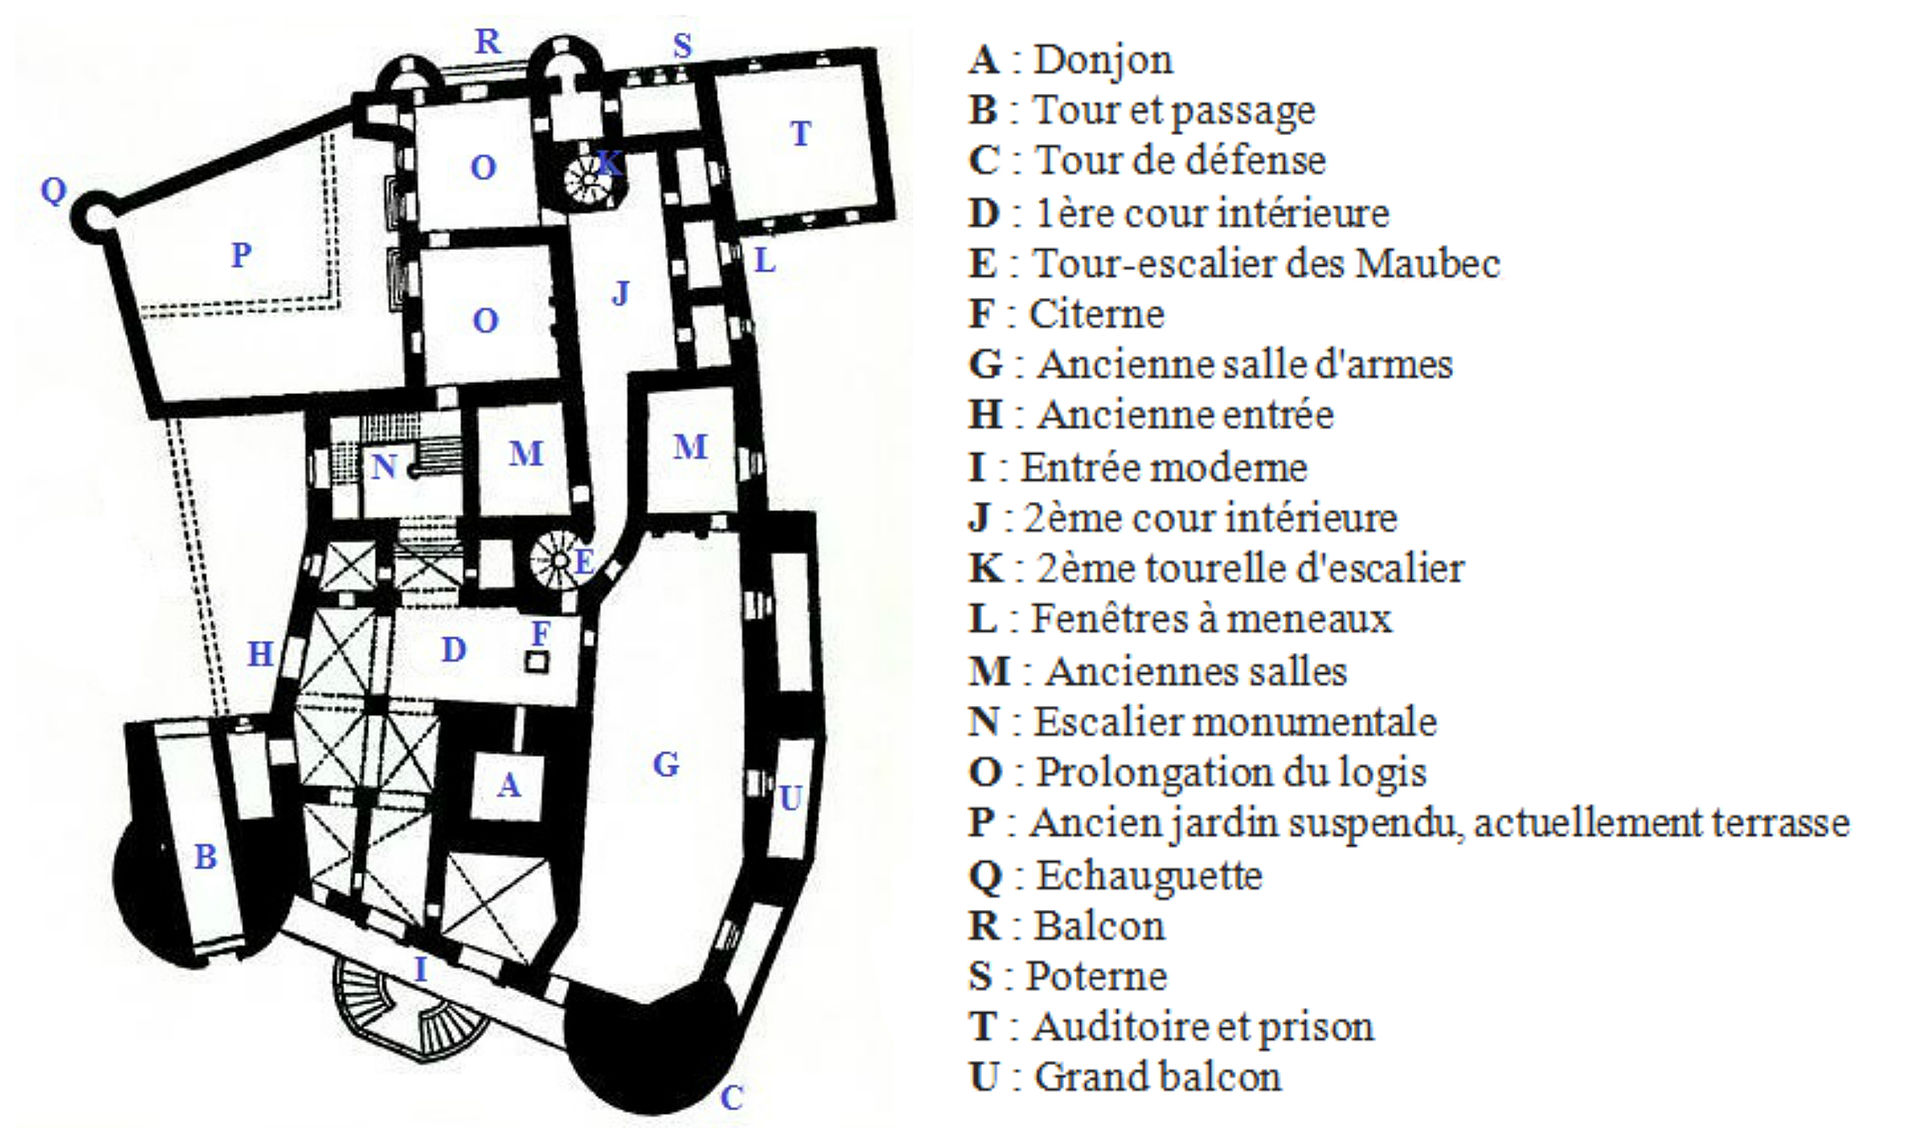 R
S
T
O
K
Q
P
L
J
O
M
M
N
E
F
D
H
G
A
U
B
I
C
A : Donjon
B : Tour et passage
C : Tour de défense
D : 1ère cour intérieure
E : Tour-escalier des Maubec
F : Citerne
G : Ancienne salle d'armes
H : Ancienne entrée
I : Entrée moderne
J : 2ème cour intérieure
K : 2ème tourelle d'escalier
L : Fenêtres à meneaux
M : Anciennes salles
N : Escalier monumentale
O : Prolongation du logis
P : Ancien jardin suspendu, actuellement terrasse
Q : Echauguette
R : Balcon
S : Poterne
T : Auditoire et prison
U : Grand balcon